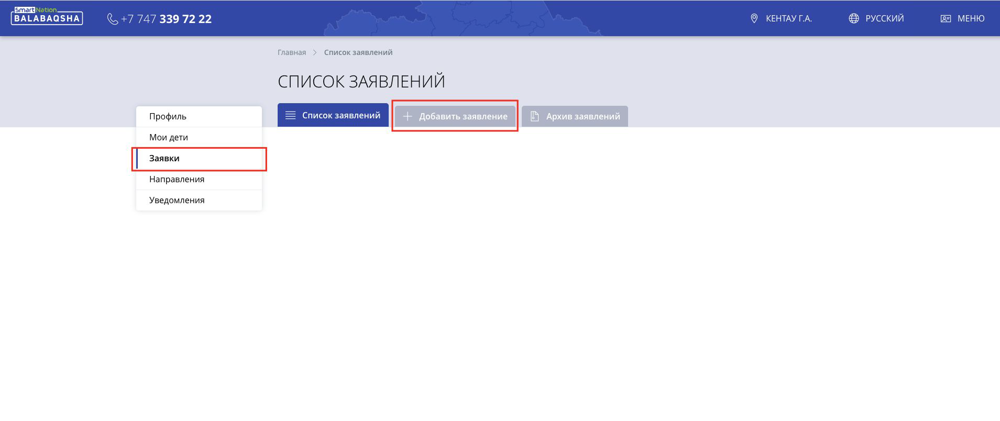 SmartNation
BALABAQSHA
+7 747 339 72 22
КЕНТАУ Г.А.
РУССКИЙ
МЕНЮ
Главная
Список заявлений
СПИСОК ЗАЯВЛЕНИЙ
Список заявлений
Добавить заявление
Архив заявлений
Профиль
Мои дети
Заявки
Направления
Уведомления